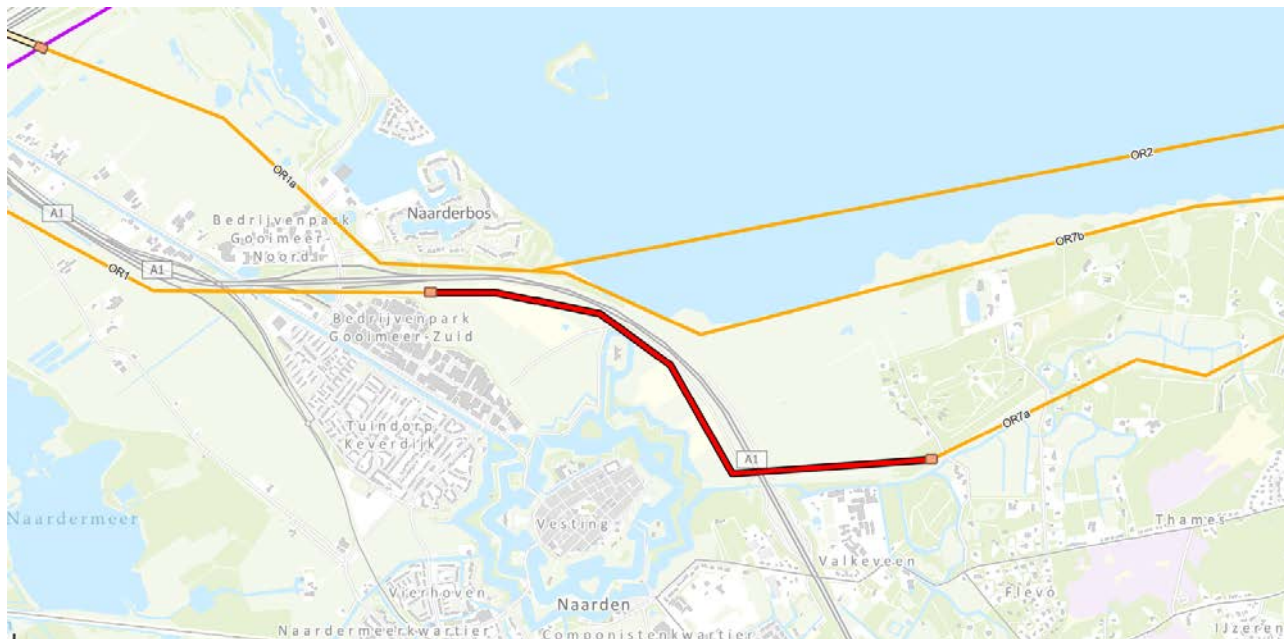 OR2
OR1a
Naarderbos
A1
Bedrijvenpark
Gooimeer
Noord
OR7b
A1
OR1
Bedrijvenpark
Gooimeer-Zuid
Tuindorp
Keverdijk
OR7a
A1
Naardermeer
Vesting
Thames
Valkeveen
Vierhoven
Flevo
Naarden
Naardermeerkwartier
Componistenkwartier
IJzeren